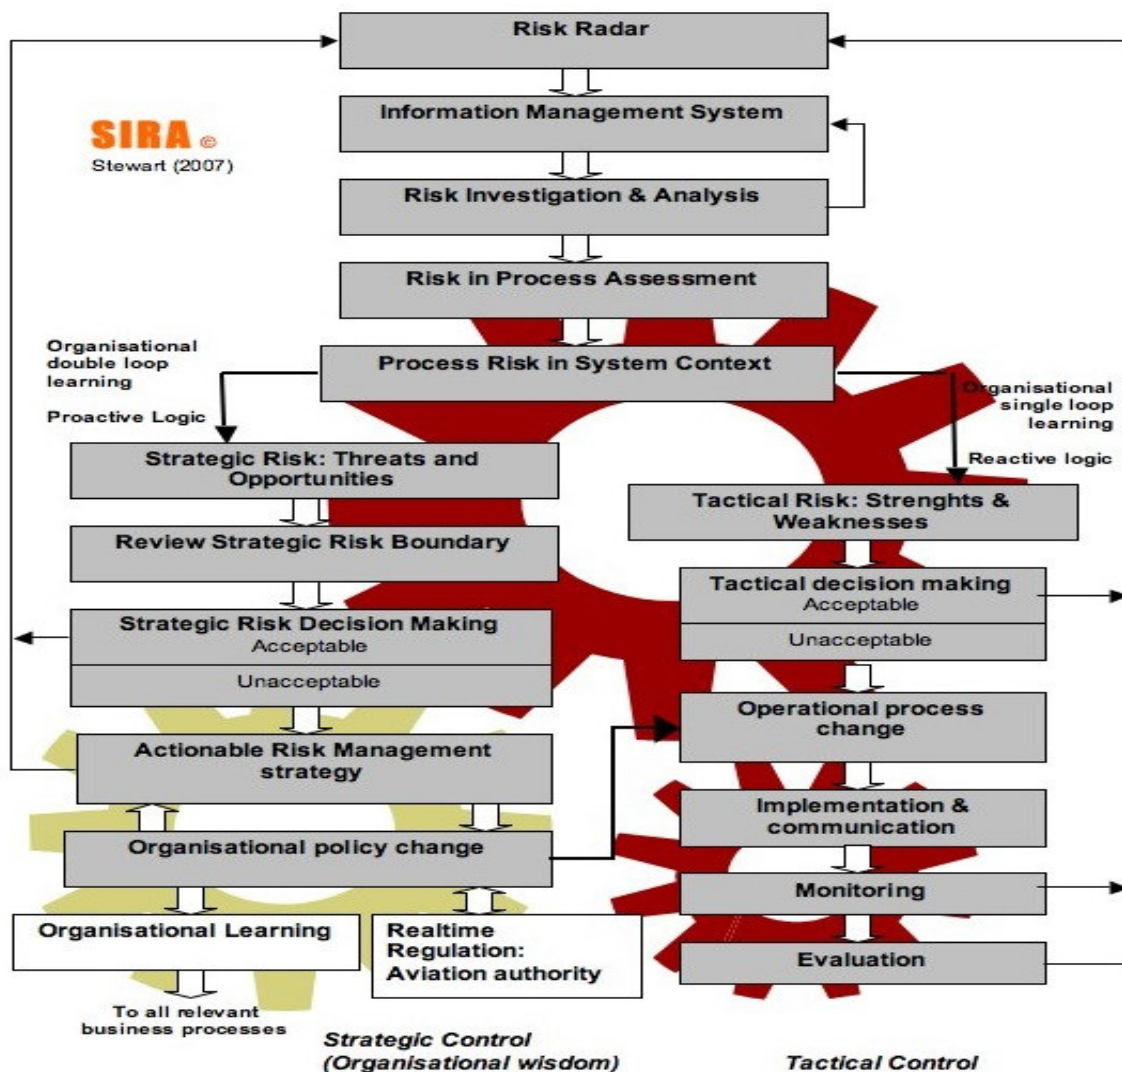 Risk Radar
SIRA ©
Stewart (2007)
Information Management System
Risk Investigation & Analysis
Risk in Process Assessment
Process Risk in System Context
Organisational
double loop
learning
Proactive Logic
Organisational
single loop
learning
Reactive logic
Strategic Risk: Threats and
Opportunities
Review Strategic Risk Boundary
Strategic Risk Decision Making
Acceptable
Unacceptable
Actionable Risk Management
strategy
Organisational policy change
Organisational Learning
Realtime
Regulation:
Aviation authority
To all relevant
business processes
Strategic Control
(Organisational wisdom)
Tactical Risk: Strenghts &
Weaknesses
Tactical decision making
Acceptable
Unacceptable
Operational process
change
Implementation &
communication
Monitoring
Evaluation
Tactical Control